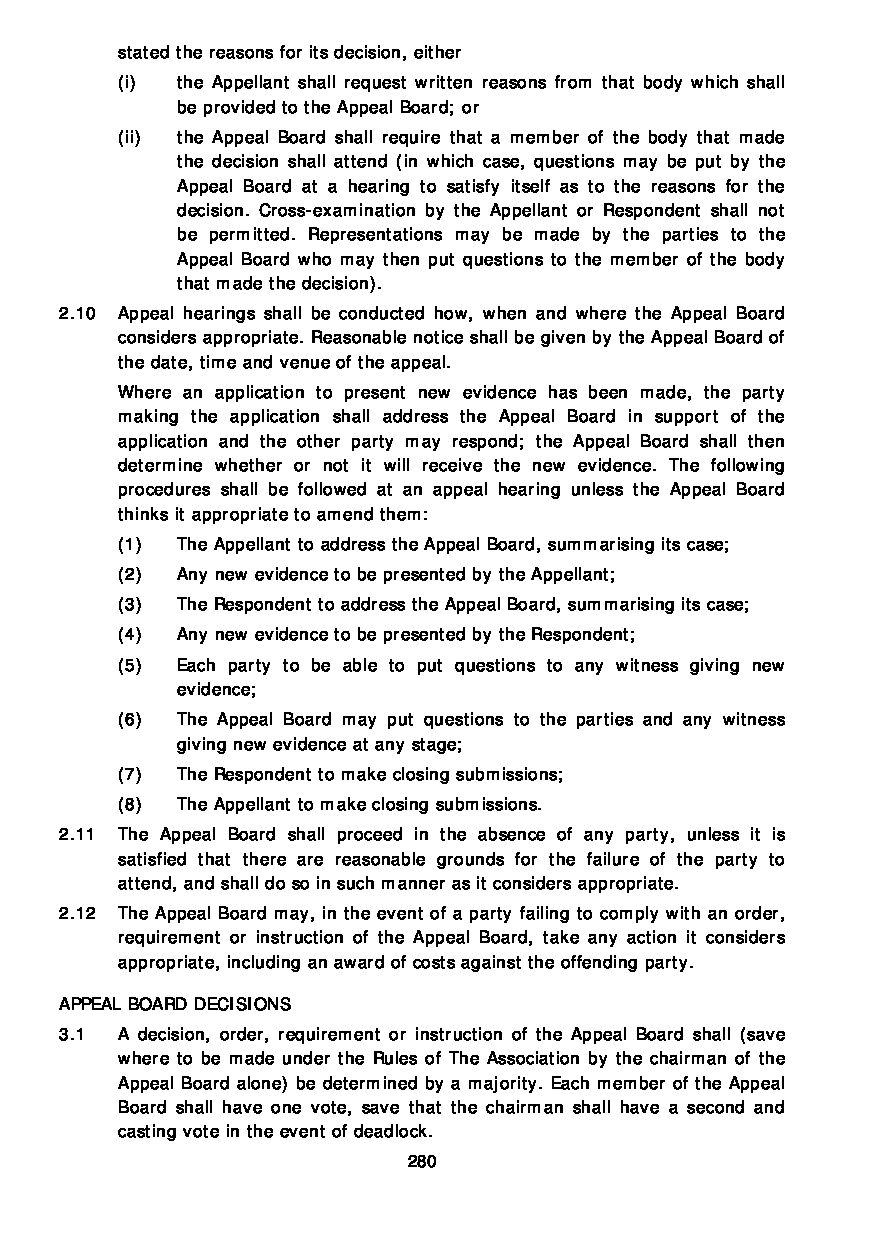 stated the reasons for its decision, either
(i) the Appellant shall request written reasons from that body which shall
be provided to the Appeal Board; or
(ii) the Appeal Board shall require that a member of the body that made
the decision shall attend (in which case, questions may be put by the
Appeal Board at a hearing to satisfy itself as to the reasons for the
decision. Cross-examination by the Appellant or Respondent shall not
be permitted. Representations may be made by the parties to the
Appeal Board who may then put questions to the member of the body
that made the decision).
2.10 Appeal hearings shall be conducted how, when and where the Appeal Board
considers appropriate. Reasonable notice shall be given by the Appeal Board of
the date, time and venue of the appeal.
Where an application to present new evidence has been made, the party
making the application shall address the Appeal Board in support of the
application and the other party may respond; the Appeal Board shall then
determine whether or not it will receive the new evidence. The following
procedures shall be followed at an appeal hearing unless the Appeal Board
thinks it appropriate to amend them:
(1) The Appellant to address the Appeal Board, summarising its case;
(2) Any new evidence to be presented by the Appellant;
(3) The Respondent to address the Appeal Board, summarising its case;
(4) Any new evidence to be presented by the Respondent;
(5) Each party to be able to put questions to any witness giving new
evidence;
(6) The Appeal Board may put questions to the parties and any witness
giving new evidence at any stage;
(7) The Respondent to make closing submissions;
(8) The Appellant to make closing submissions.
2.11 The Appeal Board shall proceed in the absence of any party, unless it is
satisfied that there are reasonable grounds for the failure of the party to
attend, and shall do so in such manner as it considers appropriate.
2.12 The Appeal Board may, in the event of a party failing to comply with an order,
requirement or instruction of the Appeal Board, take any action it considers
appropriate, including an award of costs against the offending party.
APPEAL BOARD DECISIONS
3.1 A decision, order, requirement or instruction of the Appeal Board shall (save
where to be made under the Rules of The Association by the chairman of the
Appeal Board alone) be determined by a majority. Each member of the Appeal
Board shall have one vote, save that the chairman shall have a second and
casting vote in the event of deadlock.
280